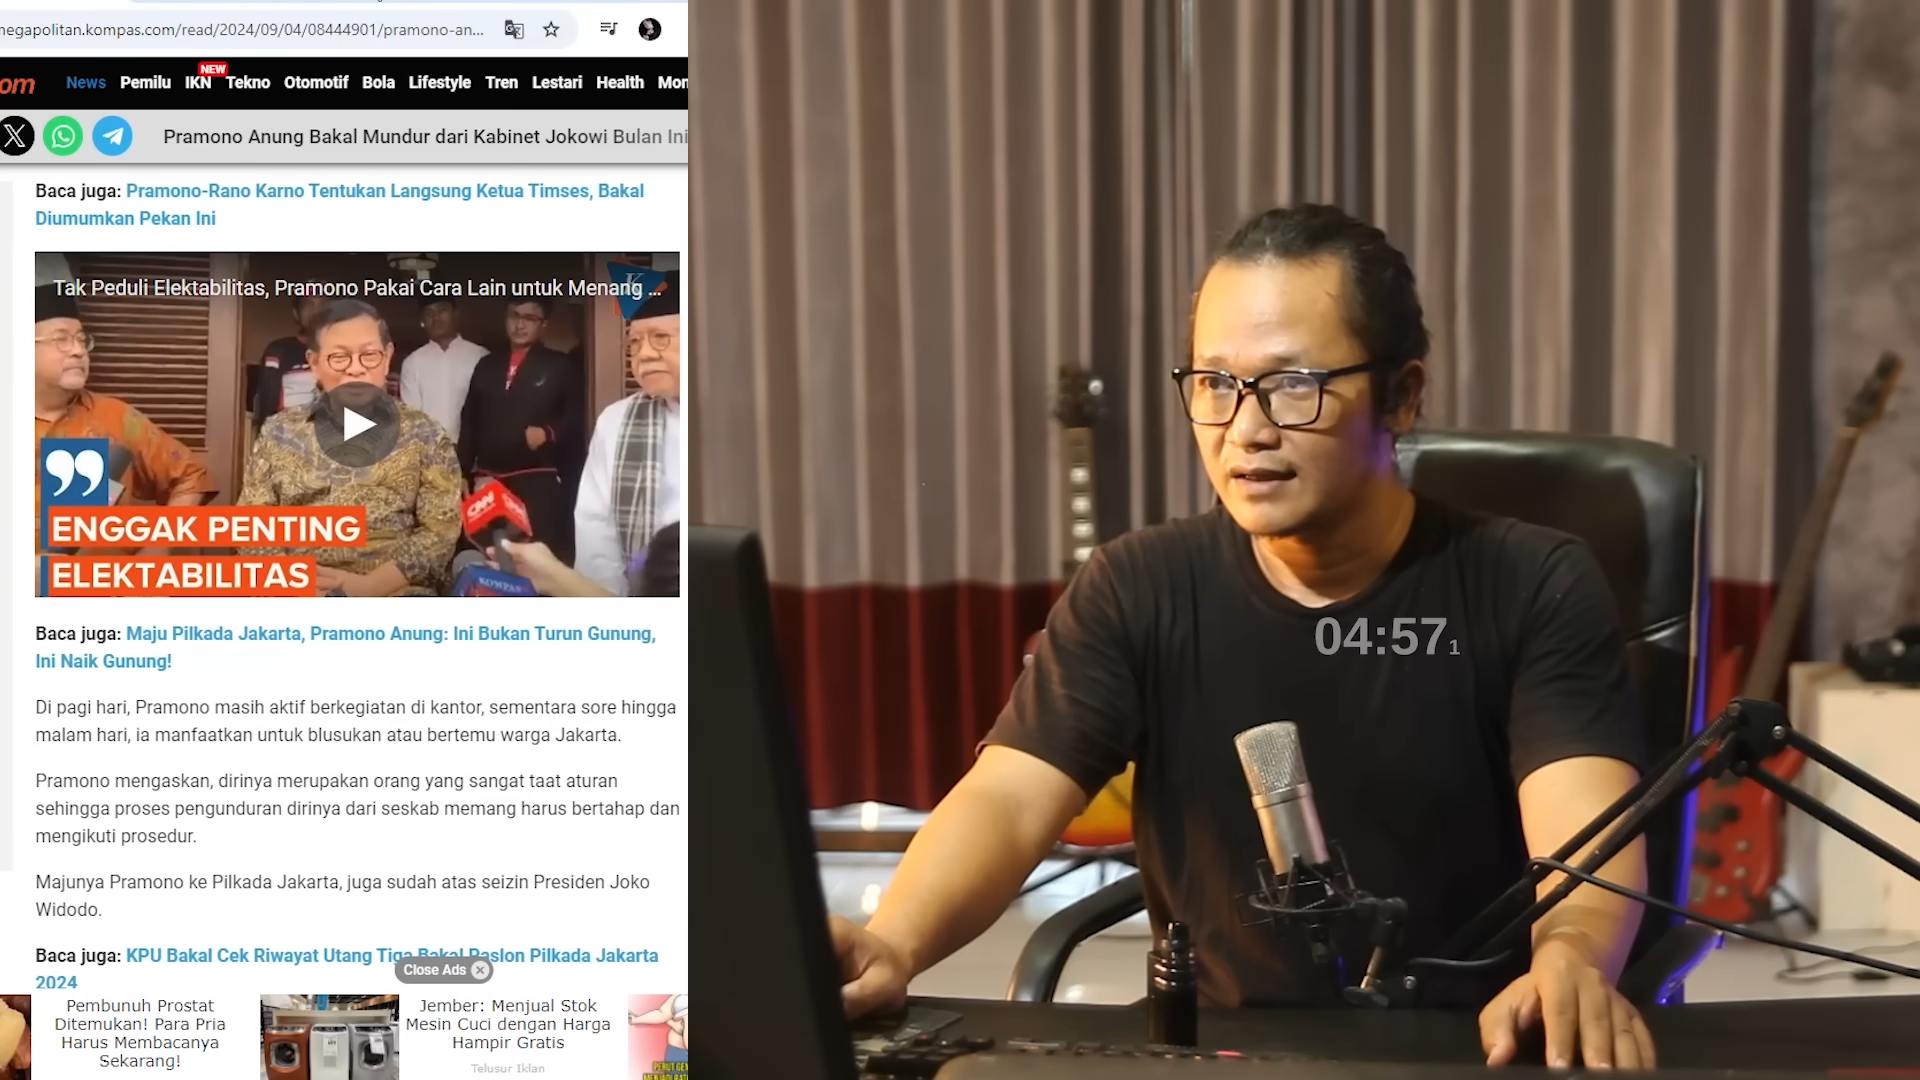 megapolitan.kompas.com/read/2024/09/04/08444901/pramono-an...
om
News Pemilu IKN NEW Tekno Otomotif Bola Lifestyle Tren Lestari Health Mon
Pramono Anung Bakal Mundur dari Kabinet Jokowi Bulan Ini
Baca juga: Pramono-Rano Karno Tentukan Langsung Ketua Timses, Bakal
Diumumkan Pekan Ini
Tak Peduli Elektabilitas, Pramono Pakai Cara Lain untuk Menang ...
CNN
KOMPAS
ENGGAK PENTING
ELEKTABILITAS
Baca juga: Maju Pilkada Jakarta, Pramono Anung: Ini Bukan Turun Gunung,
Ini Naik Gunung!
Di pagi hari, Pramono masih aktif berkegiatan di kantor, sementara sore hingga
malam hari, ia manfaatkan untuk blusukan atau bertemu warga Jakarta.
Pramono mengaskan, dirinya merupakan orang yang sangat taat aturan
sehingga proses pengunduran dirinya dari seskab memang harus bertahap dan
mengikuti prosedur.
Majunya Pramono ke Pilkada Jakarta, juga sudah atas seizin Presiden Joko
Widodo.
Baca juga: KPU Bakal Cek Riwayat Utang Tiga Bakal Paslon Pilkada Jakarta
2024
Close Ads
Pembunuh Prostat
Ditemukan! Para Pria
Harus Membacanya
Sekarang!
Jember: Menjual Stok
Mesin Cuci dengan Harga
Hampir Gratis
Telusur Iklan
04:571